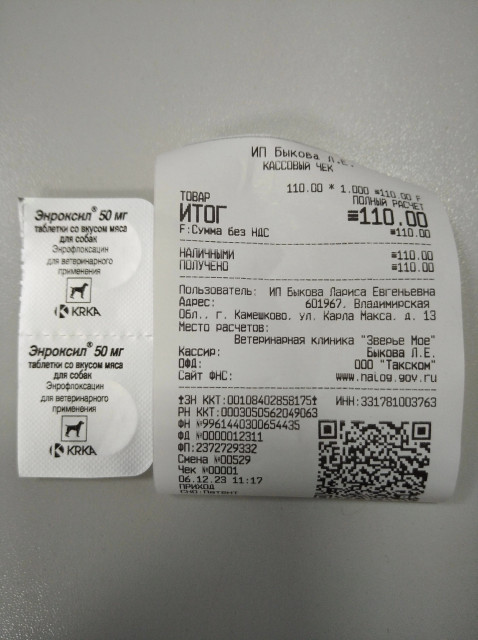 Энроксил® 50 мг
таблетки со вкусом мяса
для собак
Энрофлоксацин
для ветеринарного
применения
KRKA
Энроксил® 50 мг
таблетки со вкусом мяса
для собак
Энрофлоксацин
для ветеринарного
применения
KRKA
ИП Быкова Л.Е.
КАССОВЫЙ ЧЕК
110.00 * 1.000 ≡110.00 F
ТОВАР ПОЛНЫЙ РАСЧЕТ
ИТОГ ≡110.00
F:Сумма без НДС ≡110.00
НАЛИЧНЫМИ ≡110.00
ПОЛУЧЕНО ≡110.00
Пользователь: ИП Быкова Лариса Евгеньевна
Адрес: 601967, Владимирская
Обл., г. Камешково, ул. Карла Макса, д. 13
Место расчетов:
Ветеринарная клиника "Зверье Мое"
Кассир: Быкова Л.Е.
ОФД: ООО "Такском"
Сайт ФНС: www.nalog.gov.ru
ЗН ККТ:00108402858175 ИНН:331781003763
РН ККТ:0003050562049063
ФН №9961440300654435
ФД №0000012311
ФП:2372729332
Смена №00529
Чек №00001
06.12.23 11:17
ПРИХОД
СНО:Патент